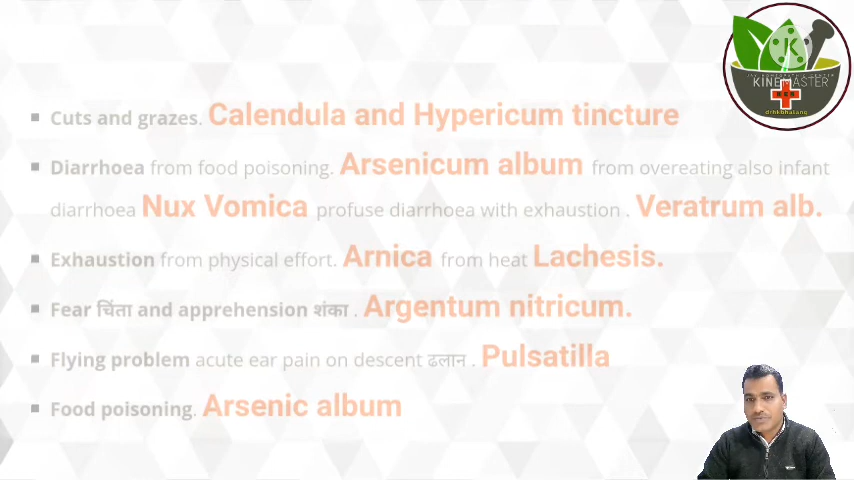 K
KINEMASTER
drhkbhatang
Cuts and grazes. Calendula and Hypericum tincture
Diarrhoea from food poisoning. Arsenicum album from overeating also infant
diarrhoea Nux Vomica profuse diarrhoea with exhaustion . Veratrum alb.
Exhaustion from physical effort. Arnica from heat Lachesis.
Fear चिंता and apprehension शंका . Argentum nitricum.
Flying problem acute ear pain on descent ढलान . Pulsatilla
Food poisoning. Arsenic album